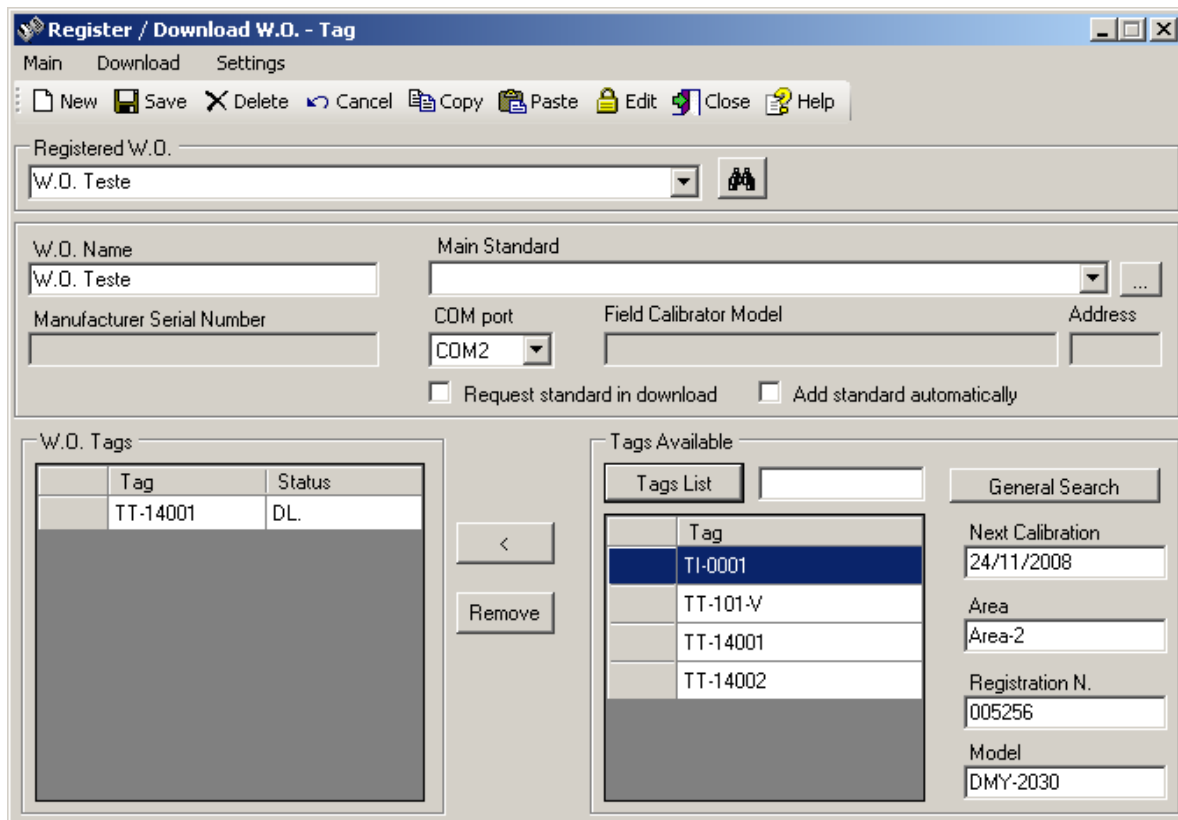 Register / Download W.O. - Tag
Main Download Settings
New Save Delete Cancel Copy Paste Edit Close Help
Registered W.O.
W.O. Teste
W.O. Name
W.O. Teste
Main Standard
...
Manufacturer Serial Number
COM port
COM2
Field Calibrator Model
Address
Request standard in download
Add standard automatically
W.O. Tags
Tag Status
TT-14001 DL.
<
Remove
Tags Available
Tags List
General Search
Tag
TI-0001
TT-101-V
TT-14001
TT-14002
Next Calibration
24/11/2008
Area
Area-2
Registration N.
005256
Model
DMY-2030